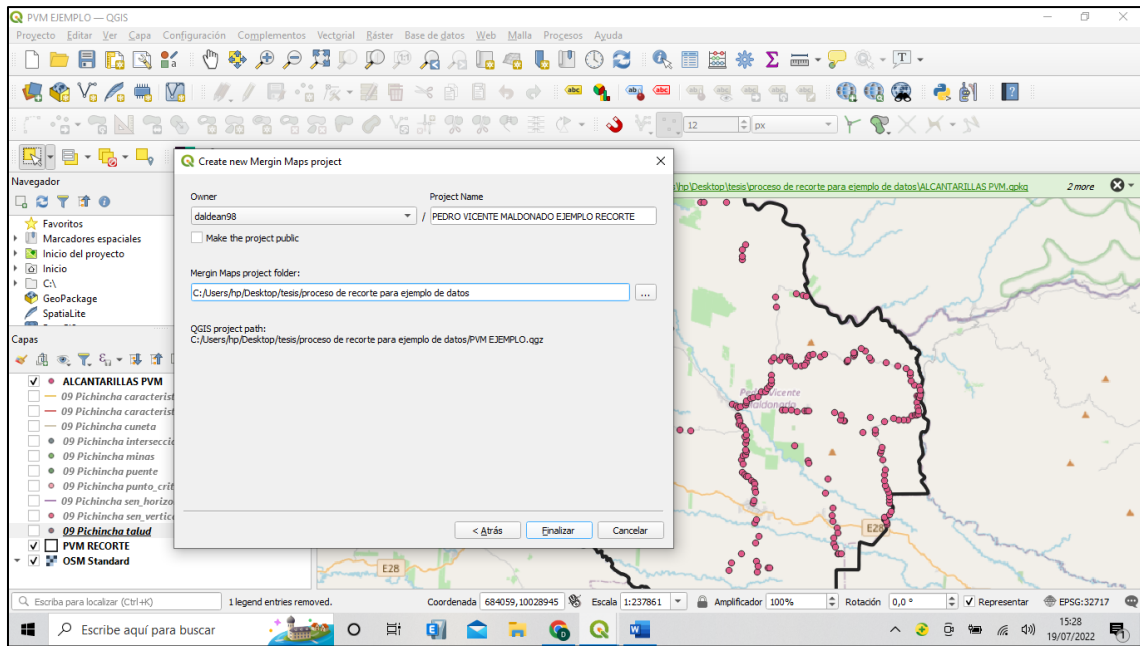 PVM EJEMPLO — QGIS
Proyecto Editar Ver Capa Configuración Complementos Vectorial Ráster Base de datos Web Malla Procesos Ayuda
12 px
Create new Mergin Maps project
Owner Project Name
daldean98 / PEDRO VICENTE MALDONADO EJEMPLO RECORTE
Make the project public
Mergin Maps project folder:
C:/Users/hp/Desktop/tesis/proceso de recorte para ejemplo de datos ...
QGIS project path:
C:/Users/hp/Desktop/tesis/proceso de recorte para ejemplo de datos/PVM EJEMPLO.qgz
< Atrás Finalizar Cancelar
\hp\Desktop\tesis\proceso de recorte para ejemplo de datos\ALCANTARILLAS PVM.gpkg 2 more
Navegador
Favoritos
Marcadores espaciales
Inicio del proyecto
Inicio
C:\
GeoPackage
SpatiaLite
Capas
ALCANTARILLAS PVM
09 Pichincha caracterist
09 Pichincha caracterist
09 Pichincha cuneta
09 Pichincha intersecció
09 Pichincha minas
09 Pichincha puente
09 Pichincha punto_crit
09 Pichincha sen_horizo
09 Pichincha sen_vertic
09 Pichincha talud
PVM RECORTE
OSM Standard
Pedro Vicente
Maldonado
E28
E28
Escriba para localizar (Ctrl+K) 1 legend entries removed. Coordenada 684059,10028945 Escala 1:237861 Amplificador 100% Rotación 0,0 ° Representar EPSG:32717
Escribe aquí para buscar
15:28
19/07/2022